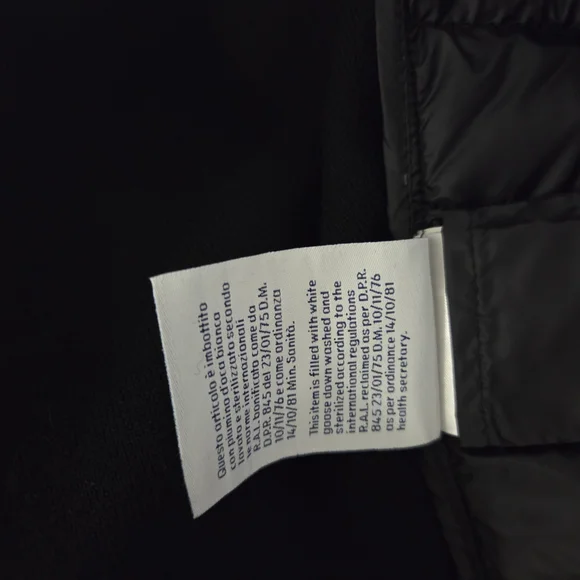 Questo articolo è imbottito
con piumino d'oca bianca
lavato e sterilizzato secondo
le norme internazionali
R.A.I. bonificato come da
D.P.R. 845 del 23/01/75 D.M.
10/11/76 e come ordinanza
14/10/81 Min. Sanità.
This item is filled with white
goose down washed and
sterilized according to the
international regulations
R.A.I. reclaimed as per D.P.R.
845 23/01/75 D.M. 10/11/76
as per ordinance 14/10/81
health secretary.